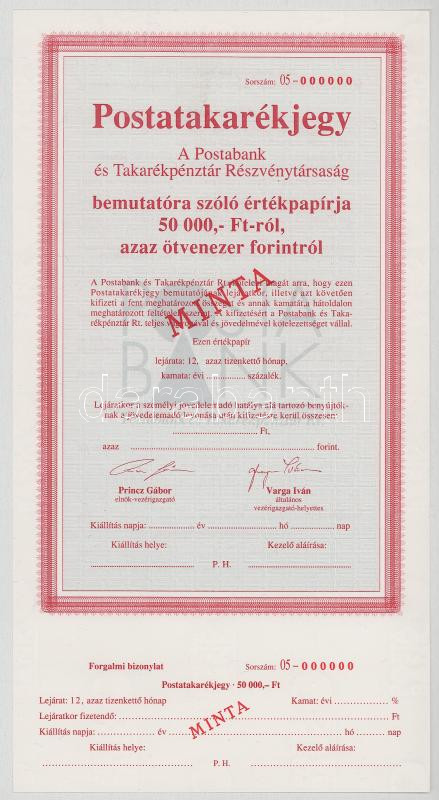 Sorszám: 05-000000
Postatakarékjegy
A Postabank
és Takarékpénztár Részvénytársaság
bemutatóra szóló értékpapírja
50 000,- Ft-ról,
azaz ötvenezer forintról
A Postabank és Takarékpénztár Rt. kötelezi magát arra, hogy ezen
Postatakarékjegy bemutatójának lejáratkor, illetve azt követően
kifizeti a fent meghatározott összeget és annak kamatát, a hátoldalon
meghatározott feltételek szerint. A kifizetésért a Postabank és Taka-
rékpénztár Rt. teljes vagyonával és jövedelmével kötelezettséget vállal.
MINTA
Ezen értékpapír
lejárata: 12, azaz tizenkettő hónap,
kamata: évi ............ százalék.
BANK
Lejáratkor a személyi jövedelemadó hatálya alá tartozó benyújtók-
nak a jövedelemadó levonása után kifizetésre kerül összesen:
.............................. Ft,
azaz .................................................. forint.
Princz Gábor
elnök-vezérigazgató
Varga Iván
általános
vezérigazgató-helyettes
Kiállítás napja: .............. év ........................ hó ............ nap
Kiállítás helye:
Kezelő aláírása:
.............................. P. H. ..............................
Forgalmi bizonylat
Sorszám: 05-000000
Postatakarékjegy · 50 000,– Ft
Lejárat: 12, azaz tizenkettő hónap
Kamat: évi .................. %
Lejáratkor fizetendő: .................................................. Ft
MINTA
Kiállítás napja: .............. év ........................ hó ............ nap
Kiállítás helye:
Kezelő aláírása:
.............................. P. H. ..............................